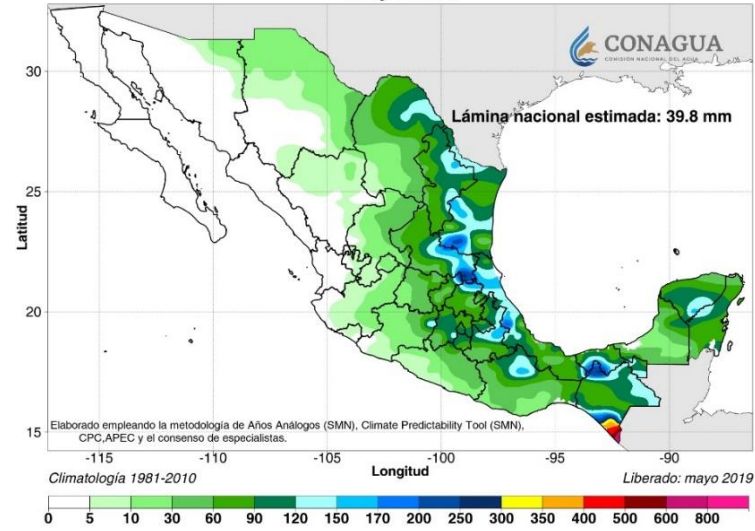 CONAGUA
COMISIÓN NACIONAL DEL AGUA
Lámina nacional estimada: 39.8 mm
Latitud
30
25
20
15
Elaborado empleando la metodología de Años Análogos (SMN), Climate Predictability Tool (SMN),
CPC,APEC y el consenso de especialistas.
-115 -110 -105 -100 -95 -90 -85
Longitud
Climatología 1981-2010
Liberado: mayo 2019
0 5 10 30 60 90 120 150 170 200 250 300 350 400 500 600 800